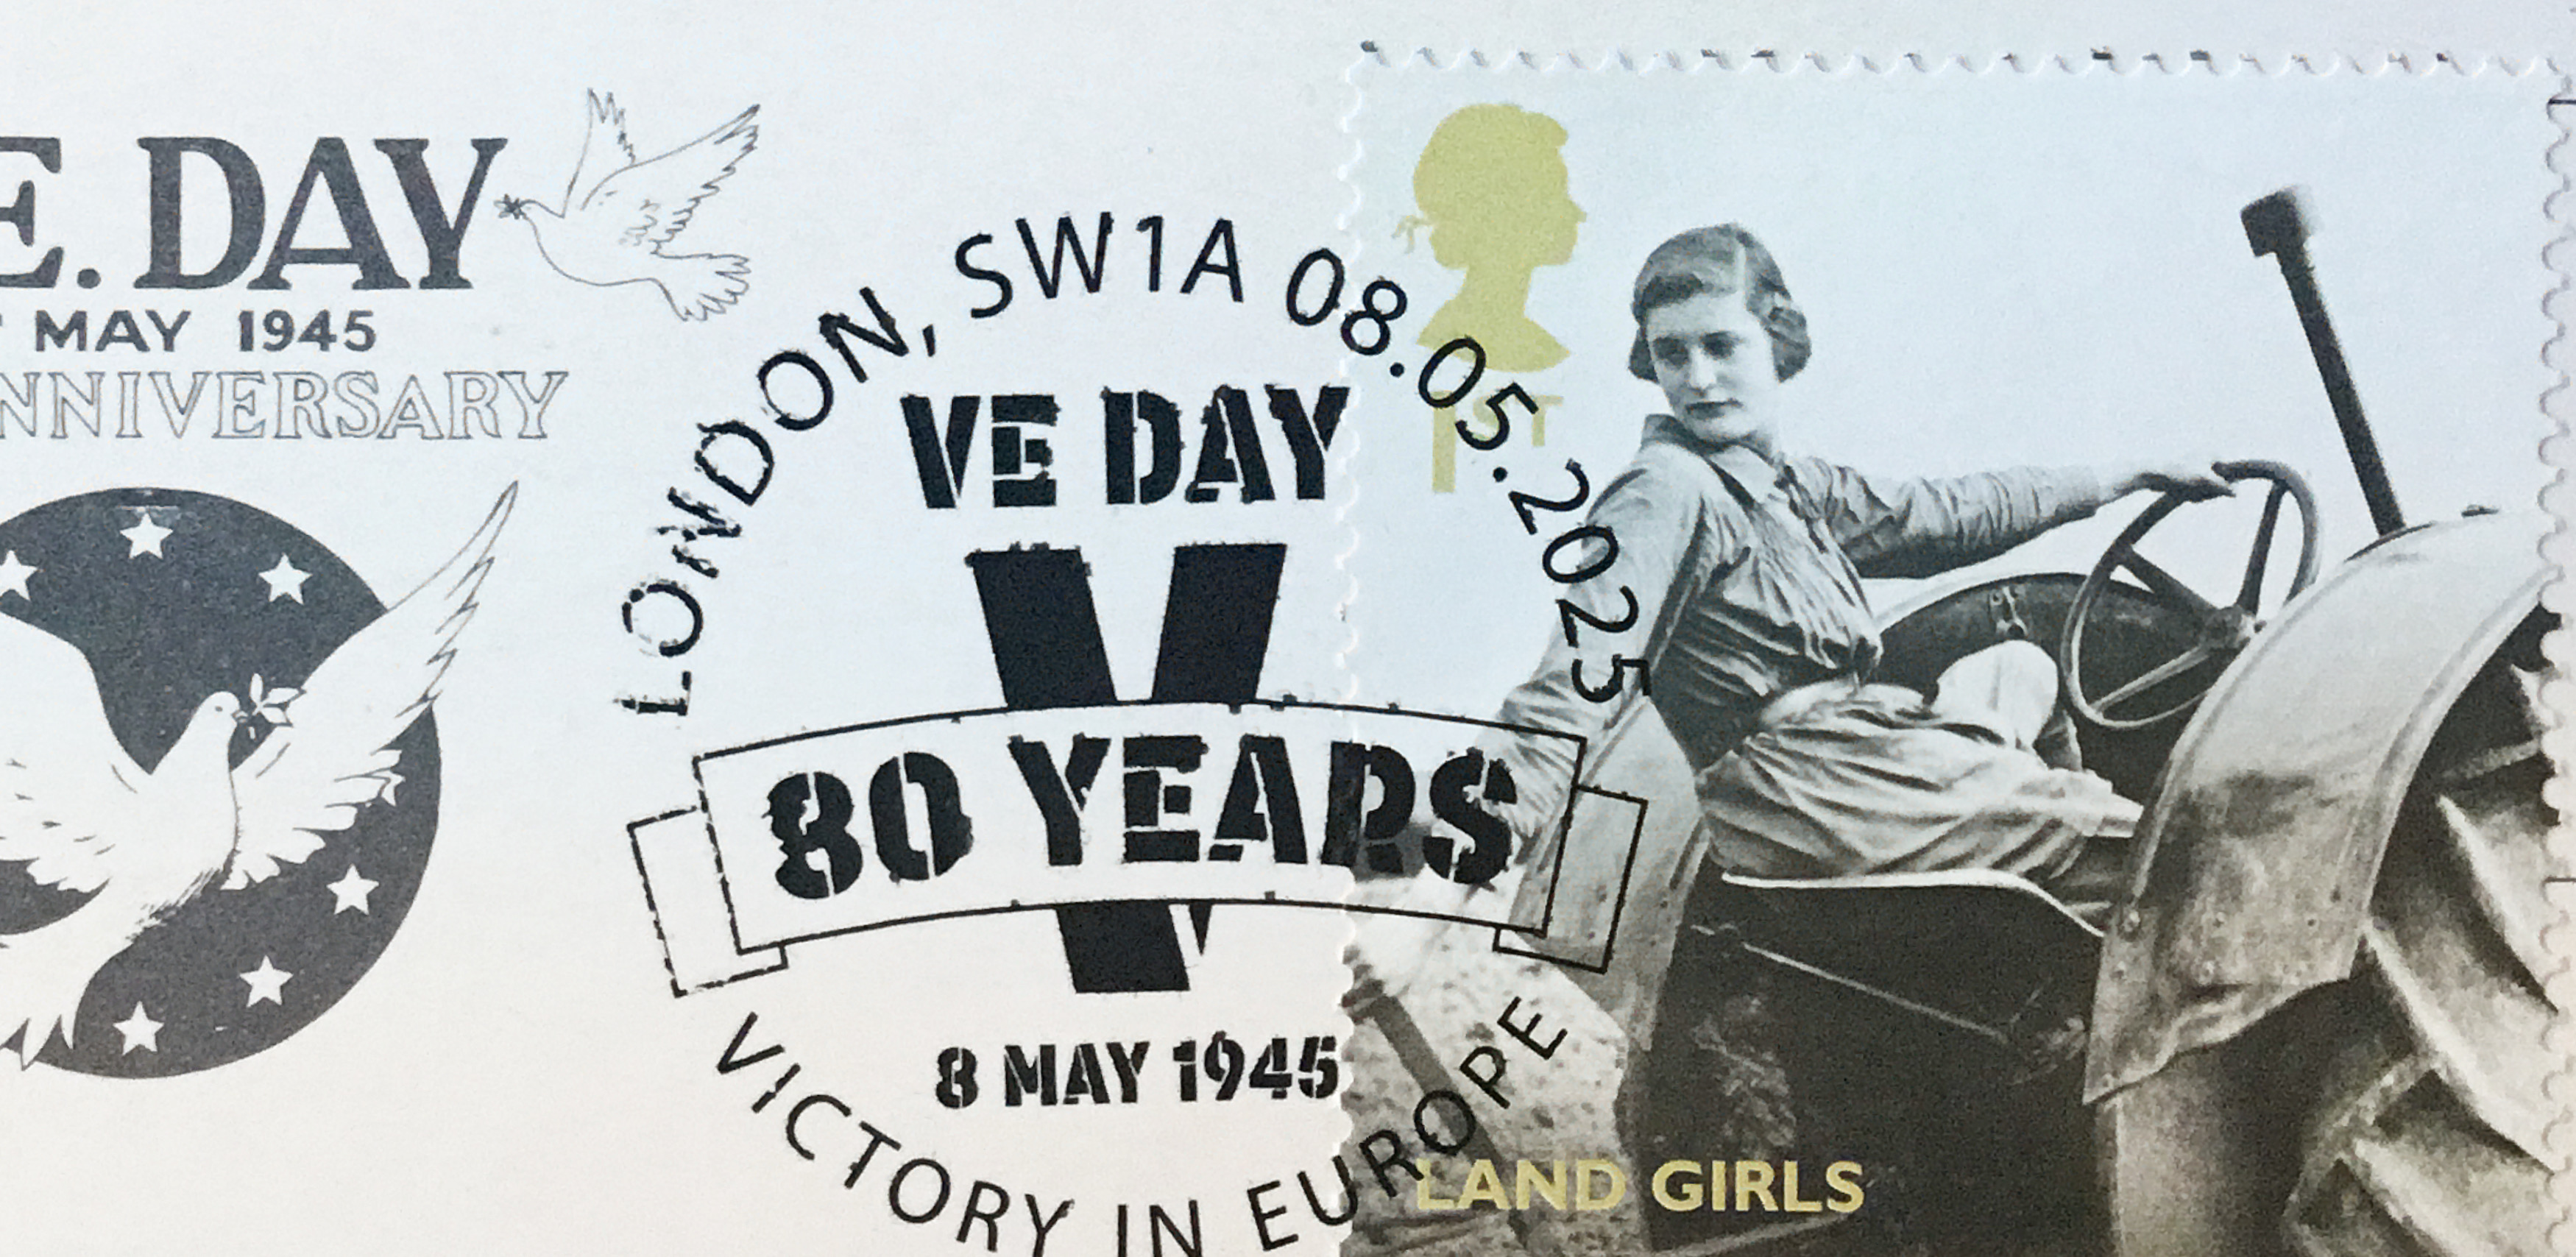 E. DAY
MAY 1945
NNIVERSARY
LONDON, SW1A 08.05.2025
VE DAY
V
80 YEARS
8 MAY 1945
VICTORY IN EUROPE
1ST
LAND GIRLS